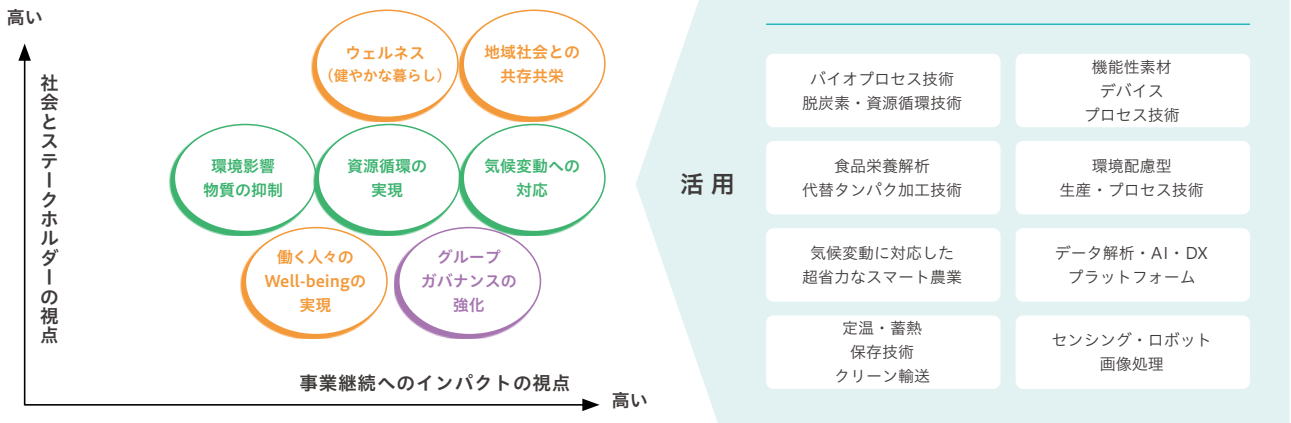 高い
社会とステークホルダーの視点
ウェルネス
（健やかな暮らし）
地域社会との
共存共栄
環境影響
物質の抑制
資源循環の
実現
気候変動への
対応
働く人々の
Well-beingの
実現
グループ
ガバナンスの
強化
事業継続へのインパクトの視点
高い
活用
バイオプロセス技術
脱炭素・資源循環技術
機能性素材
デバイス
プロセス技術
食品栄養解析
代替タンパク加工技術
環境配慮型
生産・プロセス技術
気候変動に対応した
超省力なスマート農業
データ解析・AI・DX
プラットフォーム
定温・蓄熱
保存技術
クリーン輸送
センシング・ロボット
画像処理